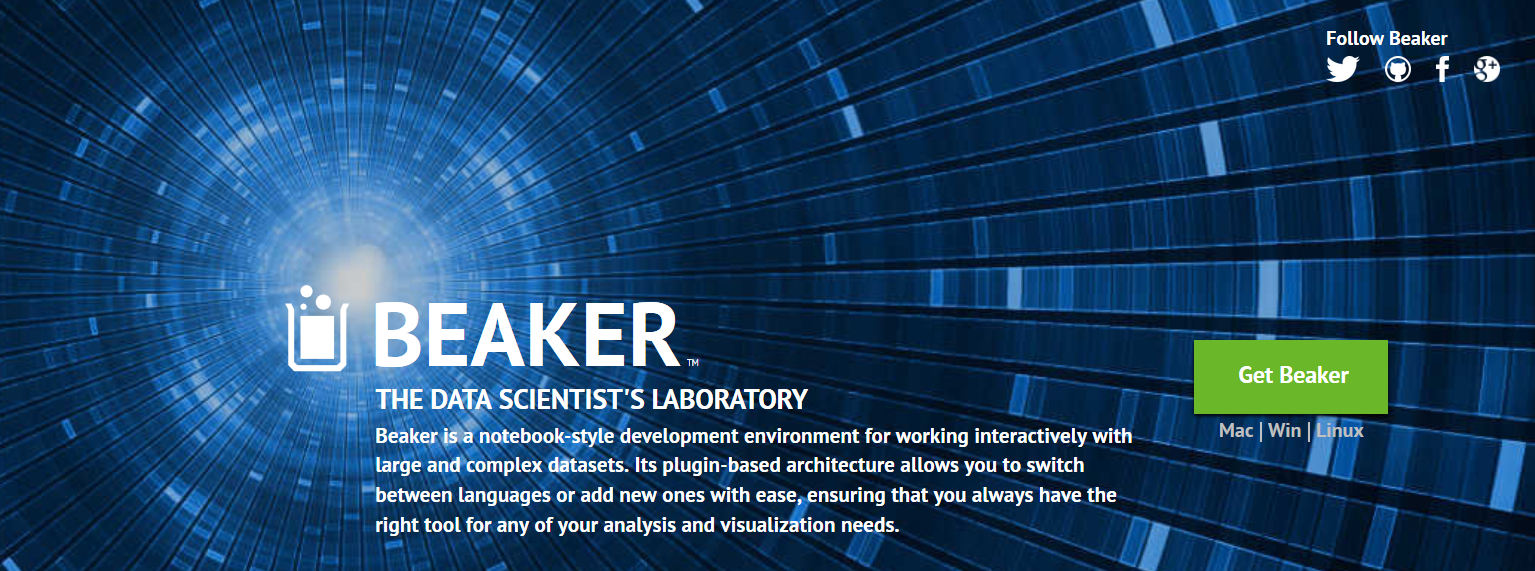 Follow Beaker
BEAKER™
THE DATA SCIENTIST'S LABORATORY
Beaker is a notebook-style development environment for working interactively with
large and complex datasets. Its plugin-based architecture allows you to switch
between languages or add new ones with ease, ensuring that you always have the
right tool for any of your analysis and visualization needs.
Get Beaker
Mac | Win | Linux